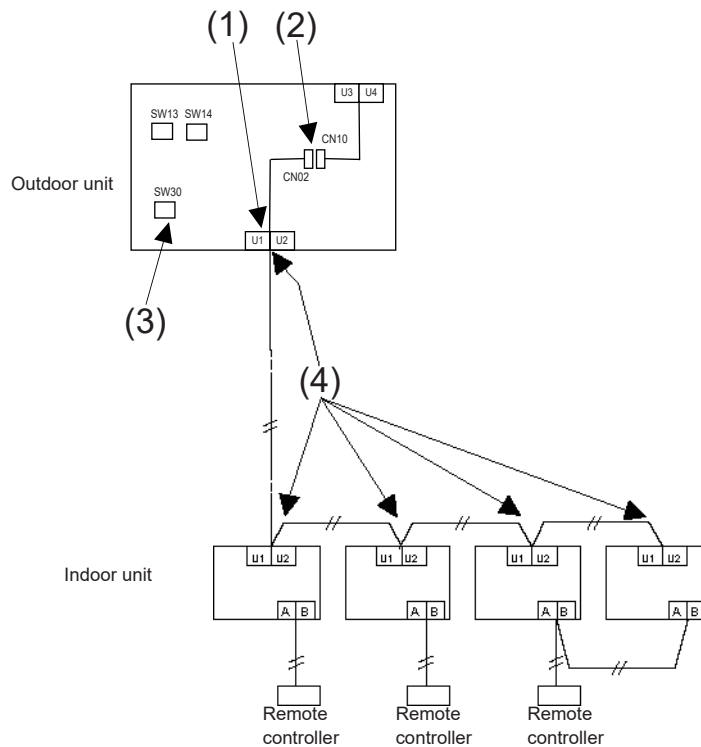 (1)
(2)
U3 U4
SW13 SW14
CN10
CN02
Outdoor unit
SW30
U1 U2
(3)
(4)
Indoor unit
U1 U2 U1 U2 U1 U2 U1 U2
A B A B A B A B
Remote controller
Remote controller
Remote controller